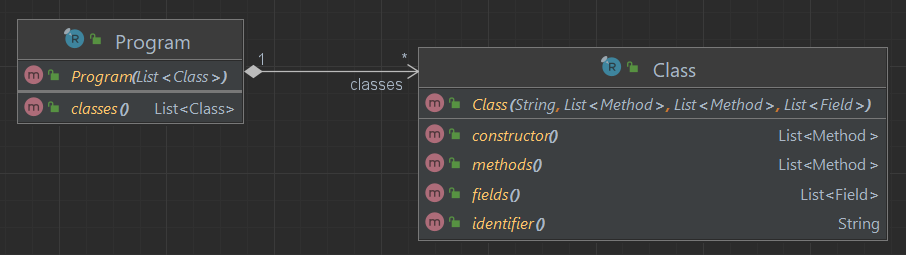 Program
Program(List<Class>)
classes() List<Class>
1
*
classes
Class
Class(String, List<Method>, List<Method>, List<Field>)
constructor() List<Method>
methods() List<Method>
fields() List<Field>
identifier() String